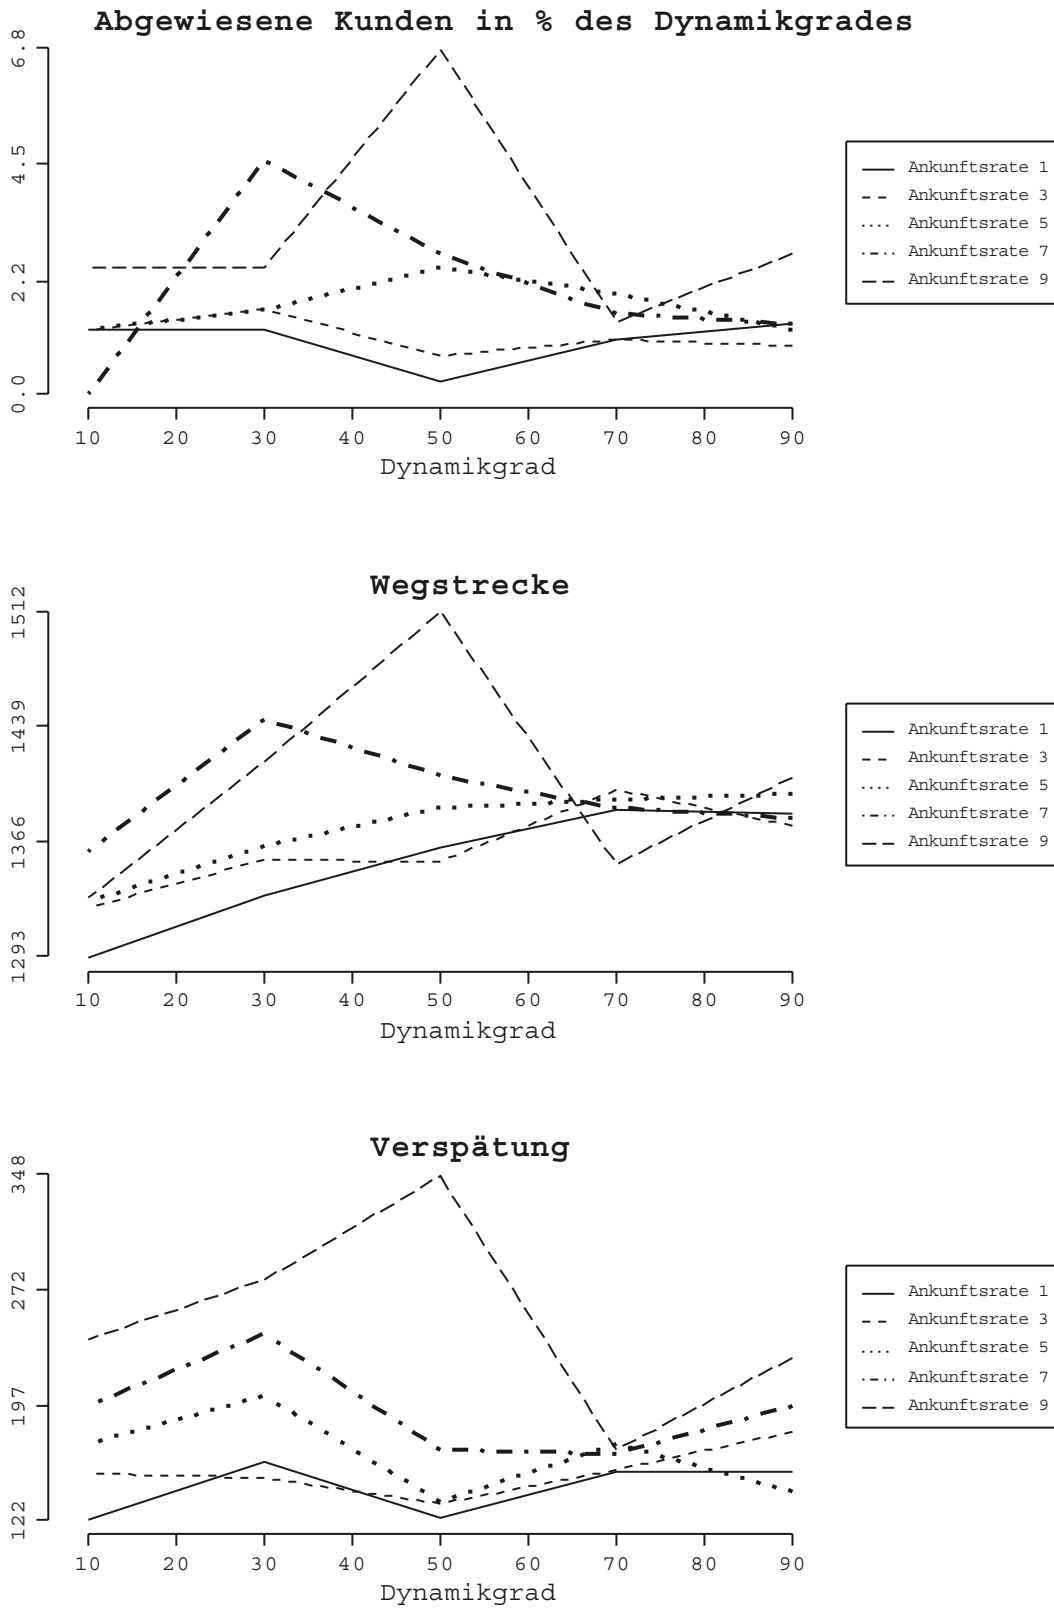 Abgewiesene Kunden in % des Dynamikgrades
6.8
4.5
2.2
0.0
10 20 30 40 50 60 70 80 90
Dynamikgrad
Ankunftsrate 1
Ankunftsrate 3
Ankunftsrate 5
Ankunftsrate 7
Ankunftsrate 9
Wegstrecke
1512
1439
1366
1293
10 20 30 40 50 60 70 80 90
Dynamikgrad
Ankunftsrate 1
Ankunftsrate 3
Ankunftsrate 5
Ankunftsrate 7
Ankunftsrate 9
Verspätung
348
272
197
122
10 20 30 40 50 60 70 80 90
Dynamikgrad
Ankunftsrate 1
Ankunftsrate 3
Ankunftsrate 5
Ankunftsrate 7
Ankunftsrate 9